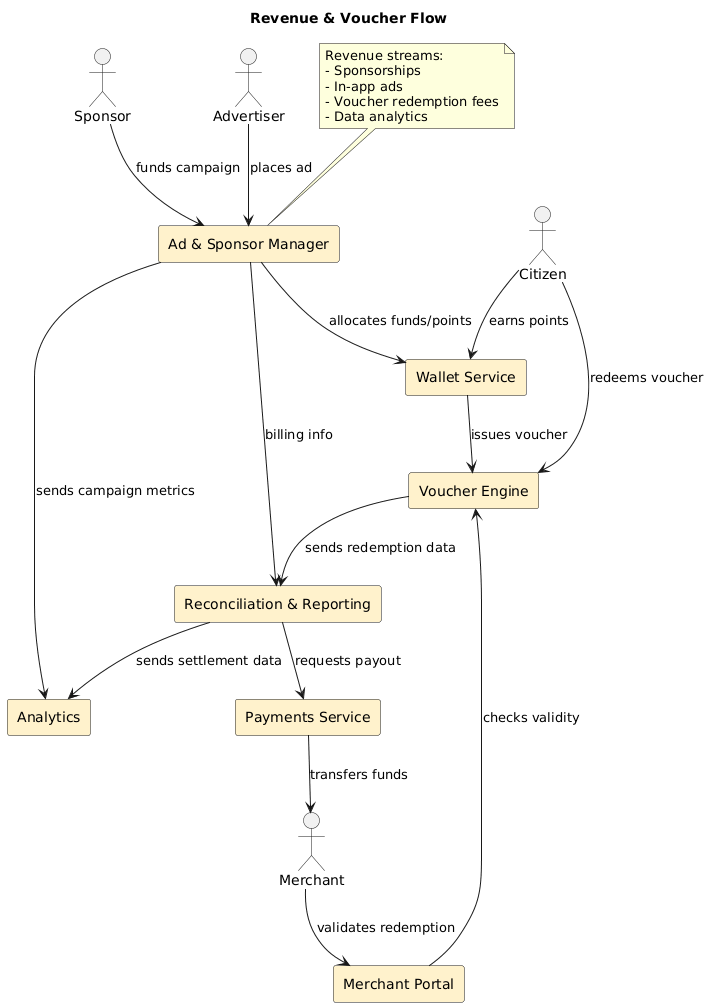 Revenue & Voucher Flow
Revenue streams:
- Sponsorships
- In-app ads
- Voucher redemption fees
- Data analytics
Sponsor
Advertiser
funds campaign
places ad
Ad & Sponsor Manager
Citizen
allocates funds/points
earns points
Wallet Service
redeems voucher
billing info
issues voucher
sends campaign metrics
Voucher Engine
sends redemption data
Reconciliation & Reporting
sends settlement data
requests payout
Analytics
Payments Service
checks validity
transfers funds
Merchant
validates redemption
Merchant Portal